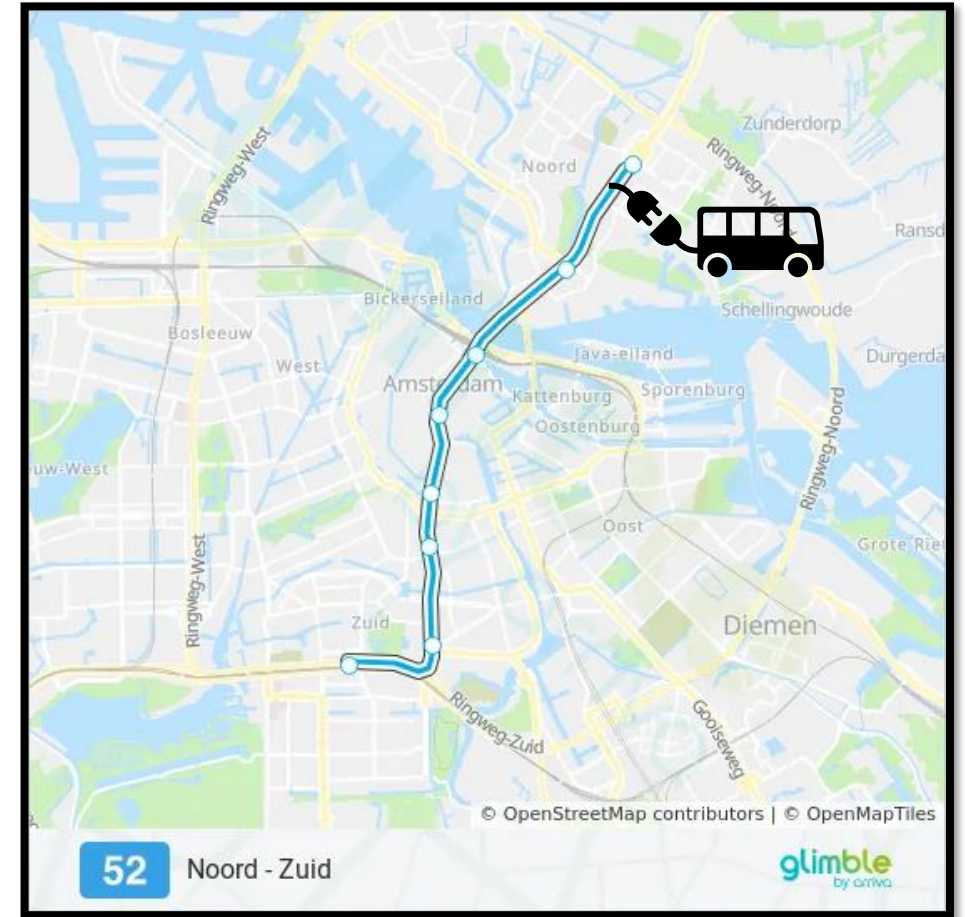 Zunderdorp
Ringweg-West
Noord
Ringweg-Noord
Ransd
Bickerseiland
Schellingwoude
Bosleeuw
West
Java-eiland
Durgerda
Amsterdam
Kattenburg
Sporenburg
Oostenburg
Ringweg-Noord
uw-West
Oost
Grote Rie
Ringweg-West
Zuid
Diemen
Ringweg-Zuid
Gooiseweg
© OpenStreetMap contributors | © OpenMapTiles
52 Noord - Zuid
glimble
by arriva